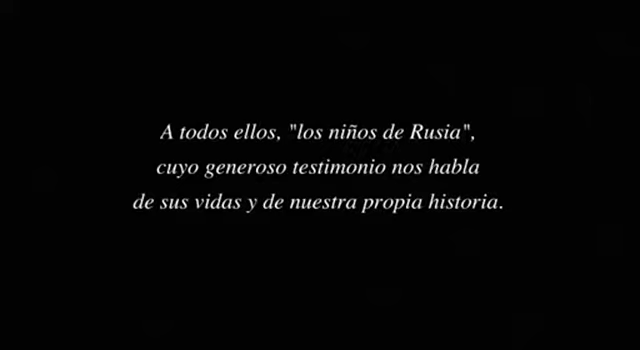 A todos ellos, "los niños de Rusia",
cuyo generoso testimonio nos habla
de sus vidas y de nuestra propia historia.